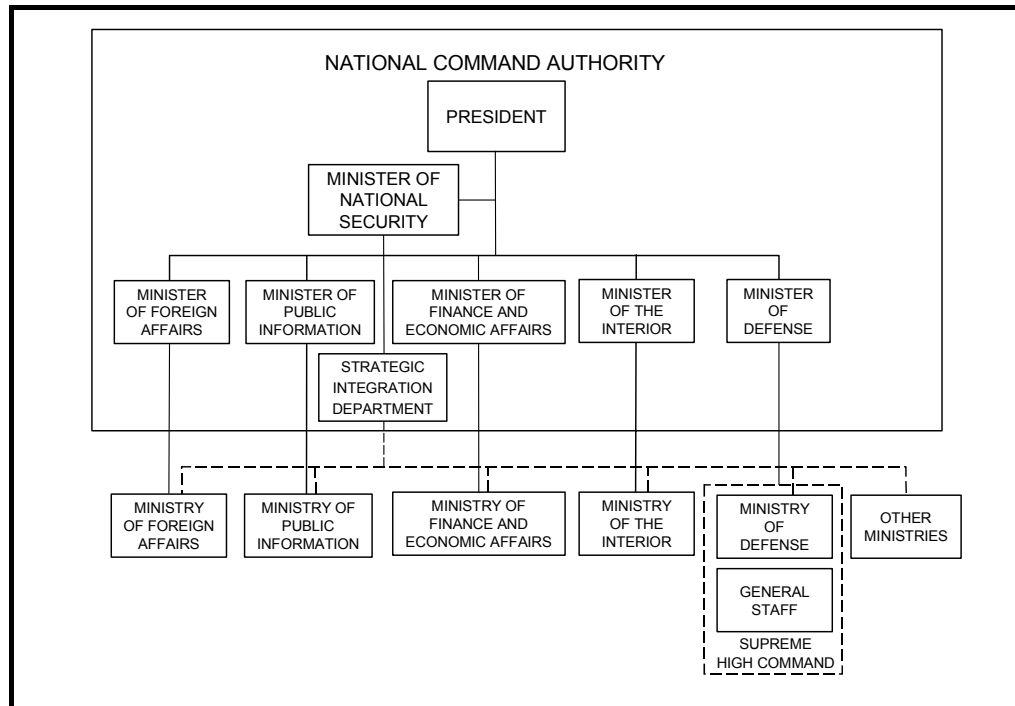 NATIONAL COMMAND AUTHORITY
PRESIDENT
MINISTER OF
NATIONAL
SECURITY
MINISTER
OF FOREIGN
AFFAIRS
MINISTER OF
PUBLIC
INFORMATION
MINISTER OF
FINANCE AND
ECONOMIC AFFAIRS
MINISTER
OF THE
INTERIOR
MINISTER
OF
DEFENSE
STRATEGIC
INTEGRATION
DEPARTMENT
MINISTRY
OF FOREIGN
AFFAIRS
MINISTRY OF
PUBLIC
INFORMATION
MINISTRY OF
FINANCE AND
ECONOMIC AFFAIRS
MINISTRY
OF THE
INTERIOR
MINISTRY
OF
DEFENSE
OTHER
MINISTRIES
GENERAL
STAFF
SUPREME
HIGH COMMAND